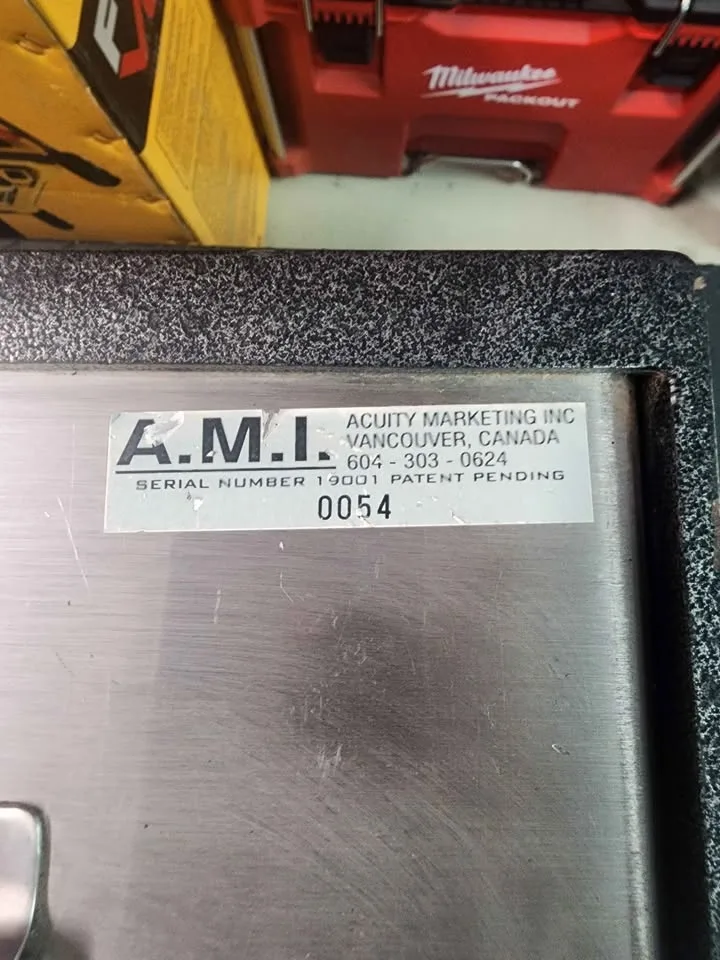 Milwaukee
PACKOUT
A.M.I. ACUITY MARKETING INC
VANCOUVER, CANADA
604 - 303 - 0624
SERIAL NUMBER 19001 PATENT PENDING
0054